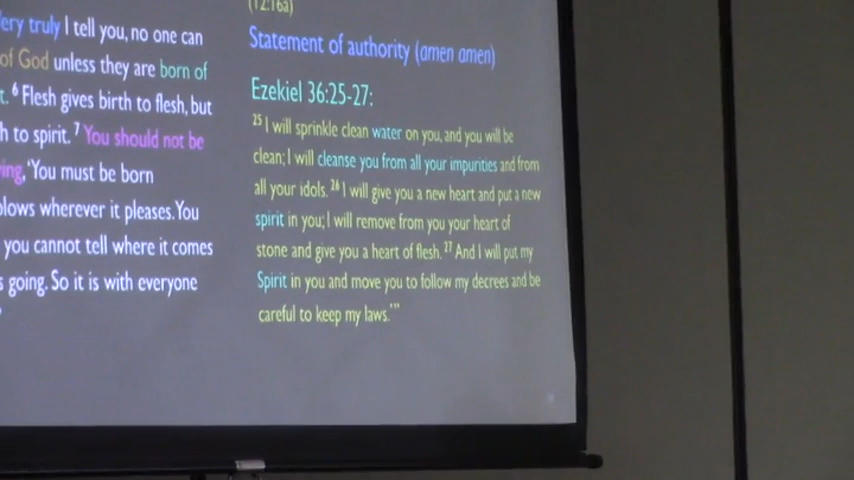 ery truly I tell you, no one can
of God unless they are born of
t. 6 Flesh gives birth to flesh, but
h to spirit. 7 You should not be
ing, 'You must be born
lows wherever it pleases. You
you cannot tell where it comes
s going. So it is with everyone
(12:16a)
Statement of authority (amen amen)
Ezekiel 36:25-27:
25 I will sprinkle clean water on you, and you will be
clean; I will cleanse you from all your impurities and from
all your idols. 26 I will give you a new heart and put a new
spirit in you; I will remove from you your heart of
stone and give you a heart of flesh. 27 And I will put my
Spirit in you and move you to follow my decrees and be
careful to keep my laws.'"